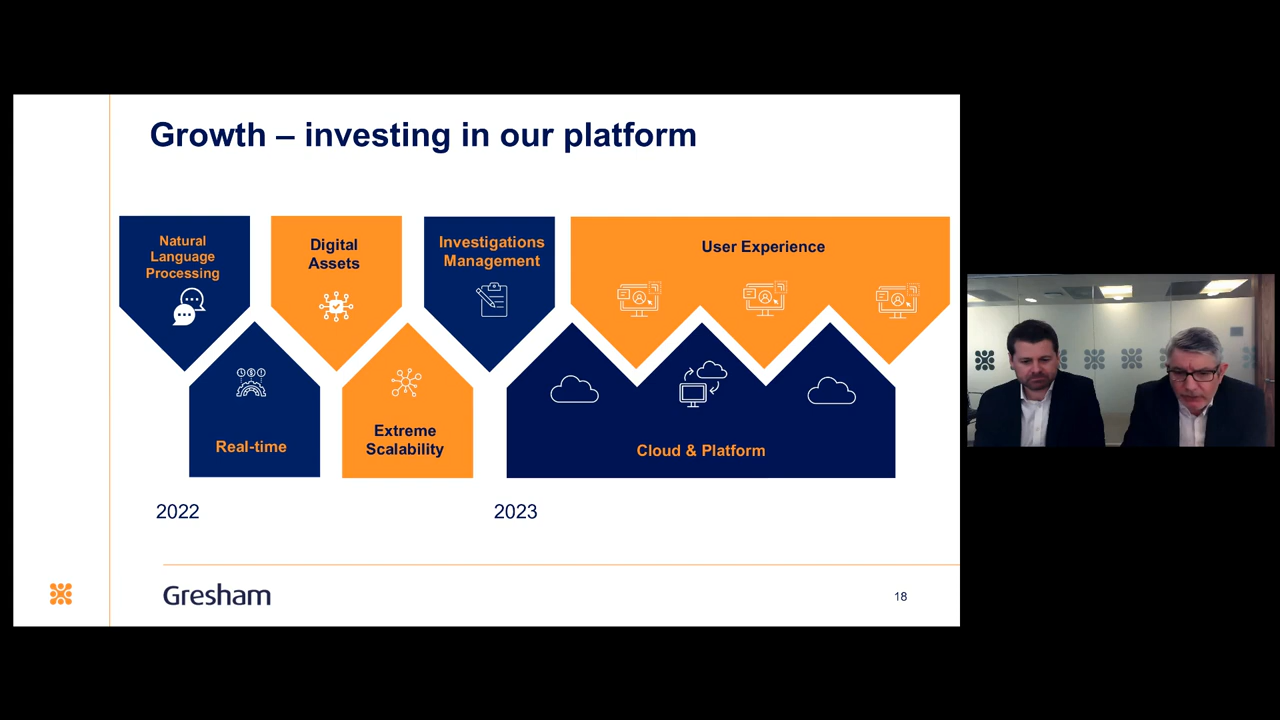 Growth – investing in our platform
Natural
Language
Processing
Digital
Assets
Investigations
Management
User Experience
Real-time
Extreme
Scalability
Cloud & Platform
2022
2023
Gresham
18